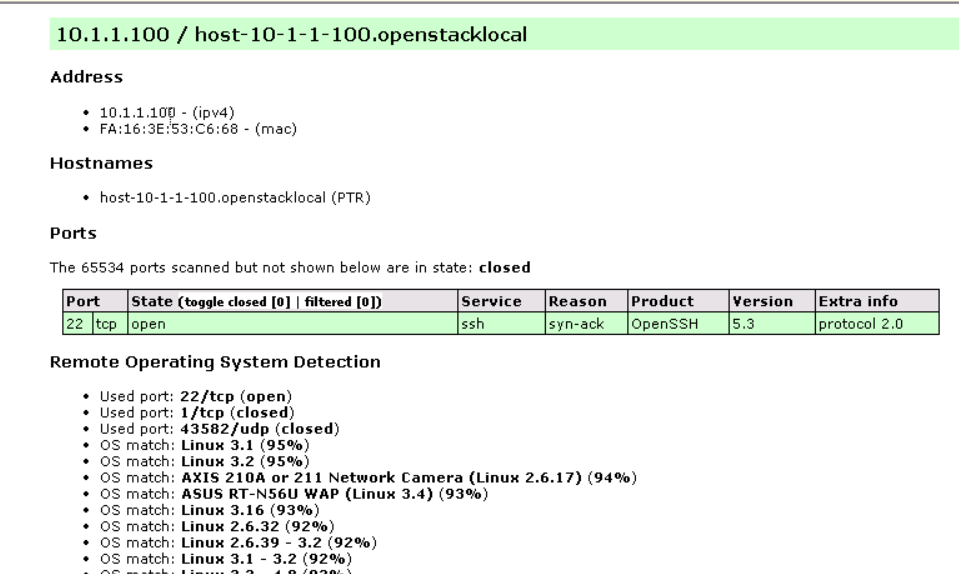 10.1.1.100 / host-10-1-1-100.openstacklocal
Address
10.1.1.100 - (ipv4)
FA:16:3E:53:C6:68 - (mac)
Hostnames
host-10-1-1-100.openstacklocal (PTR)
Ports
The 65534 ports scanned but not shown below are in state: closed
Port State (toggle closed [0] | filtered [0]) Service Reason Product Version Extra info
22 tcp open ssh syn-ack OpenSSH 5.3 protocol 2.0
Remote Operating System Detection
Used port: 22/tcp (open)
Used port: 1/tcp (closed)
Used port: 43582/udp (closed)
OS match: Linux 3.1 (95%)
OS match: Linux 3.2 (95%)
OS match: AXIS 210A or 211 Network Camera (Linux 2.6.17) (94%)
OS match: ASUS RT-N56U WAP (Linux 3.4) (93%)
OS match: Linux 3.16 (93%)
OS match: Linux 2.6.32 (92%)
OS match: Linux 2.6.39 - 3.2 (92%)
OS match: Linux 3.1 - 3.2 (92%)
OS match: Linux